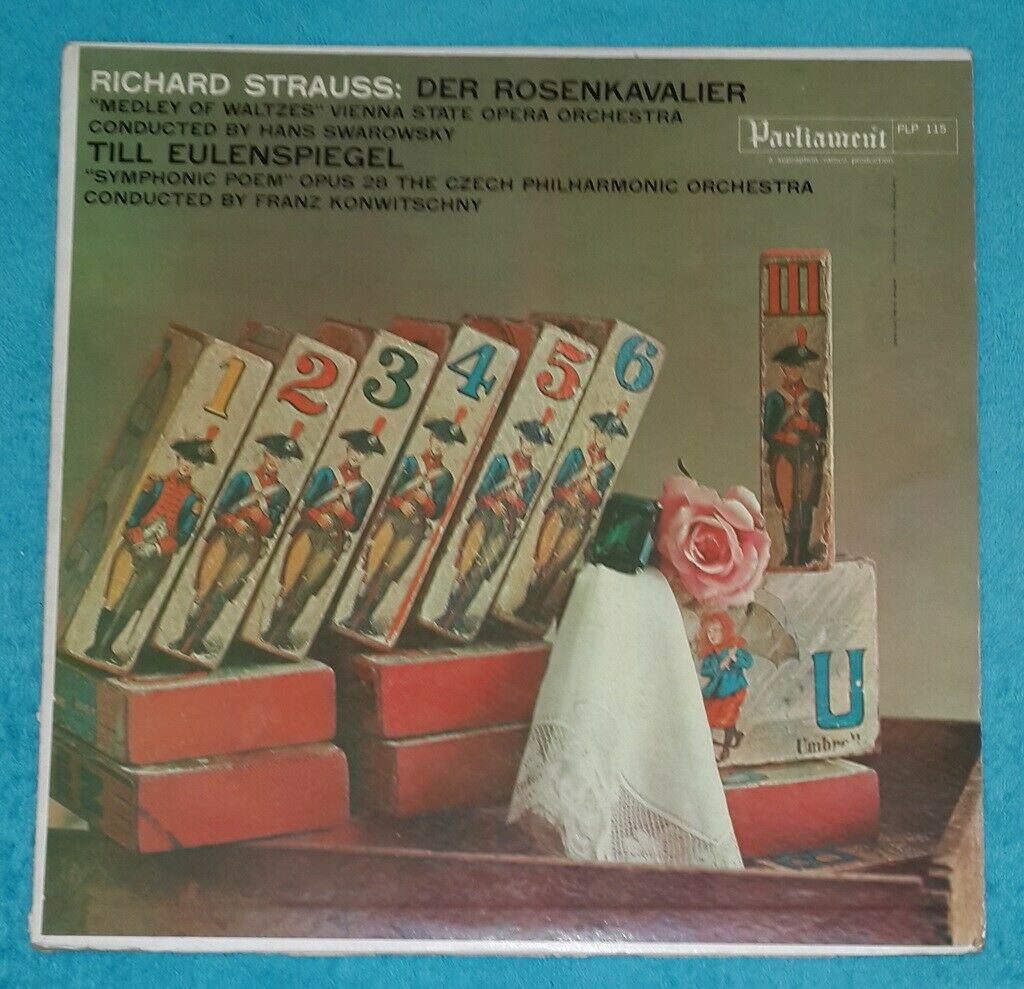 RICHARD STRAUSS: DER ROSENKAVALIER
"MEDLEY OF WALTZES" VIENNA STATE OPERA ORCHESTRA
CONDUCTED BY HANS SWAROWSKY
TILL EULENSPIEGEL
"SYMPHONIC POEM" OPUS 28 THE CZECH PHILHARMONIC ORCHESTRA
CONDUCTED BY FRANZ KONWITSCHNY
Parliament PLP 115
a supraphon
production
III
1 2 3 4 5 6
U